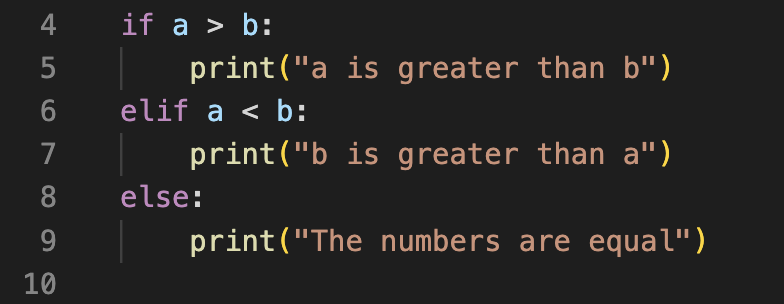 4 if a > b:
5     print("a is greater than b")
6 elif a < b:
7     print("b is greater than a")
8 else:
9     print("The numbers are equal")
10